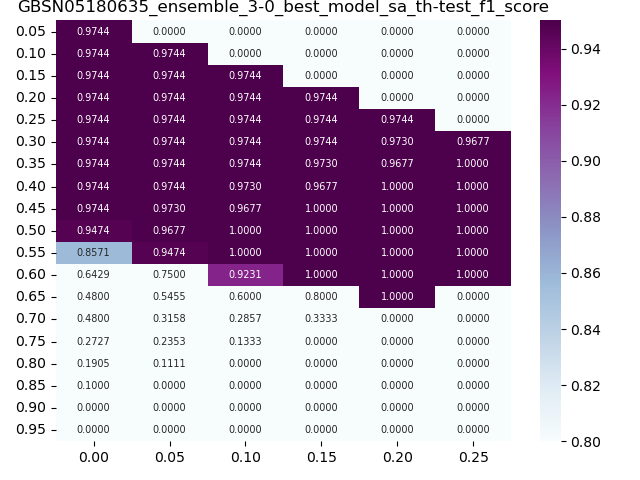 GBSN05180635_ensemble_3-0_best_model_sa_th-test_f1_score
0.05 0.9744 0.0000 0.0000 0.0000 0.0000 0.0000
0.10 0.9744 0.9744 0.0000 0.0000 0.0000 0.0000
0.15 0.9744 0.9744 0.9744 0.0000 0.0000 0.0000
0.20 0.9744 0.9744 0.9744 0.9744 0.0000 0.0000
0.25 0.9744 0.9744 0.9744 0.9744 0.9744 0.0000
0.30 0.9744 0.9744 0.9744 0.9744 0.9730 0.9677
0.35 0.9744 0.9744 0.9744 0.9730 0.9677 1.0000
0.40 0.9744 0.9744 0.9730 0.9677 1.0000 1.0000
0.45 0.9744 0.9730 0.9677 1.0000 1.0000 1.0000
0.50 0.9474 0.9677 1.0000 1.0000 1.0000 1.0000
0.55 0.8571 0.9474 1.0000 1.0000 1.0000 1.0000
0.60 0.6429 0.7500 0.9231 1.0000 1.0000 1.0000
0.65 0.4800 0.5455 0.6000 0.8000 1.0000 0.0000
0.70 0.4800 0.3158 0.2857 0.3333 0.0000 0.0000
0.75 0.2727 0.2353 0.1333 0.0000 0.0000 0.0000
0.80 0.1905 0.1111 0.0000 0.0000 0.0000 0.0000
0.85 0.1000 0.0000 0.0000 0.0000 0.0000 0.0000
0.90 0.0000 0.0000 0.0000 0.0000 0.0000 0.0000
0.95 0.0000 0.0000 0.0000 0.0000 0.0000 0.0000
0.00 0.05 0.10 0.15 0.20 0.25
0.94
0.92
0.90
0.88
0.86
0.84
0.82
0.80